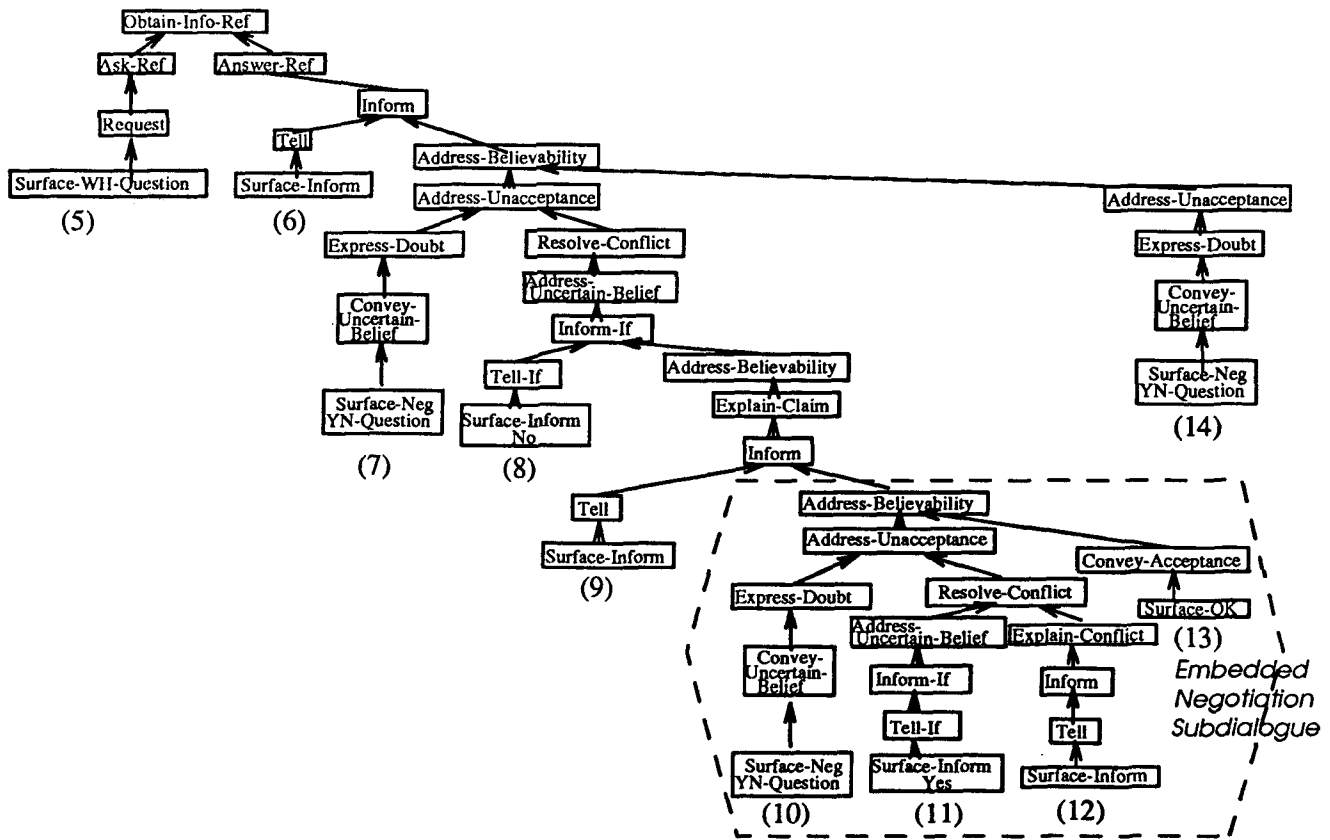 Obtain-Info-Ref
Ask-Ref
Answer-Ref
Inform
Request
Tell
Address-Believability
Surface-WH-Question
Surface-Inform
(5)
(6)
Address-Unacceptance
Address-Unacceptance
Express-Doubt
Resolve-Conflict
Express-Doubt
Address-
Uncertain-Belief
Convey-
Uncertain-
Belief
Convey-
Uncertain-
Belief
Inform-If
Tell-If
Address-Believability
Surface-Neg
YN-Question
Surface-Neg
YN-Question
Surface-Inform
No
Explain-Claim
(7)
(8)
(14)
Inform
Tell
Address-Believability
Surface-Inform
(9)
Address-Unacceptance
Convey-Acceptance
Express-Doubt
Resolve-Conflict
Surface-OK
(13)
Address-
Uncertain-Belief
Explain-Conflict
Convey-
Uncertain-
Belief
Inform-If
Inform
Embedded
Negotiation
Subdialogue
Tell-If
Tell
Surface-Neg
YN-Question
Surface-Inform
Yes
Surface-Inform
(10)
(11)
(12)